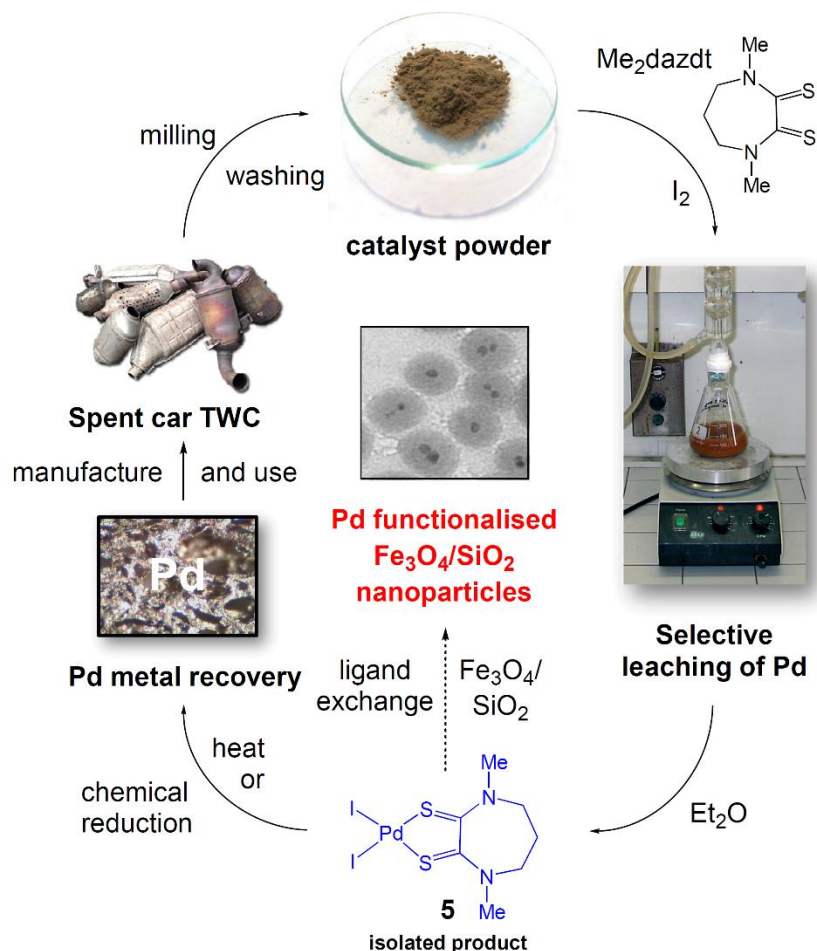 milling
washing
catalyst powder
Me₂dazdt
Me
N
S
S
N
Me
I₂
Spent car TWC
manufacture
and use
Pd
Pd metal recovery
Pd functionalised
Fe₃O₄/SiO₂
nanoparticles
2
Selective
leaching of Pd
ligand
exchange
Fe₃O₄/
SiO₂
heat
or
chemical
reduction
Et₂O
Me
N
I
S
Pd
I
S
N
Me
5
isolated product